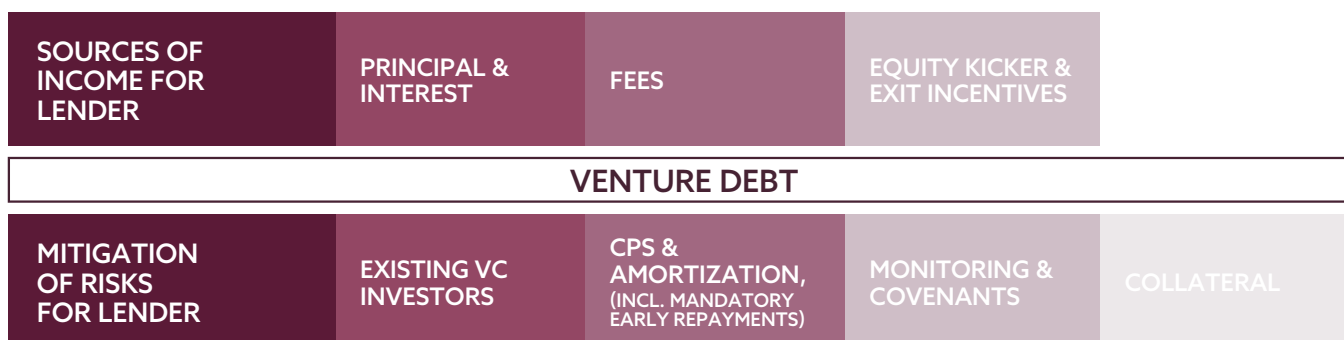 SOURCES OF
INCOME FOR
LENDER
PRINCIPAL &
INTEREST
FEES
EQUITY KICKER &
EXIT INCENTIVES
VENTURE DEBT
MITIGATION
OF RISKS
FOR LENDER
EXISTING VC
INVESTORS
CPS &
AMORTIZATION,
(INCL. MANDATORY
EARLY REPAYMENTS)
MONITORING &
COVENANTS
COLLATERAL